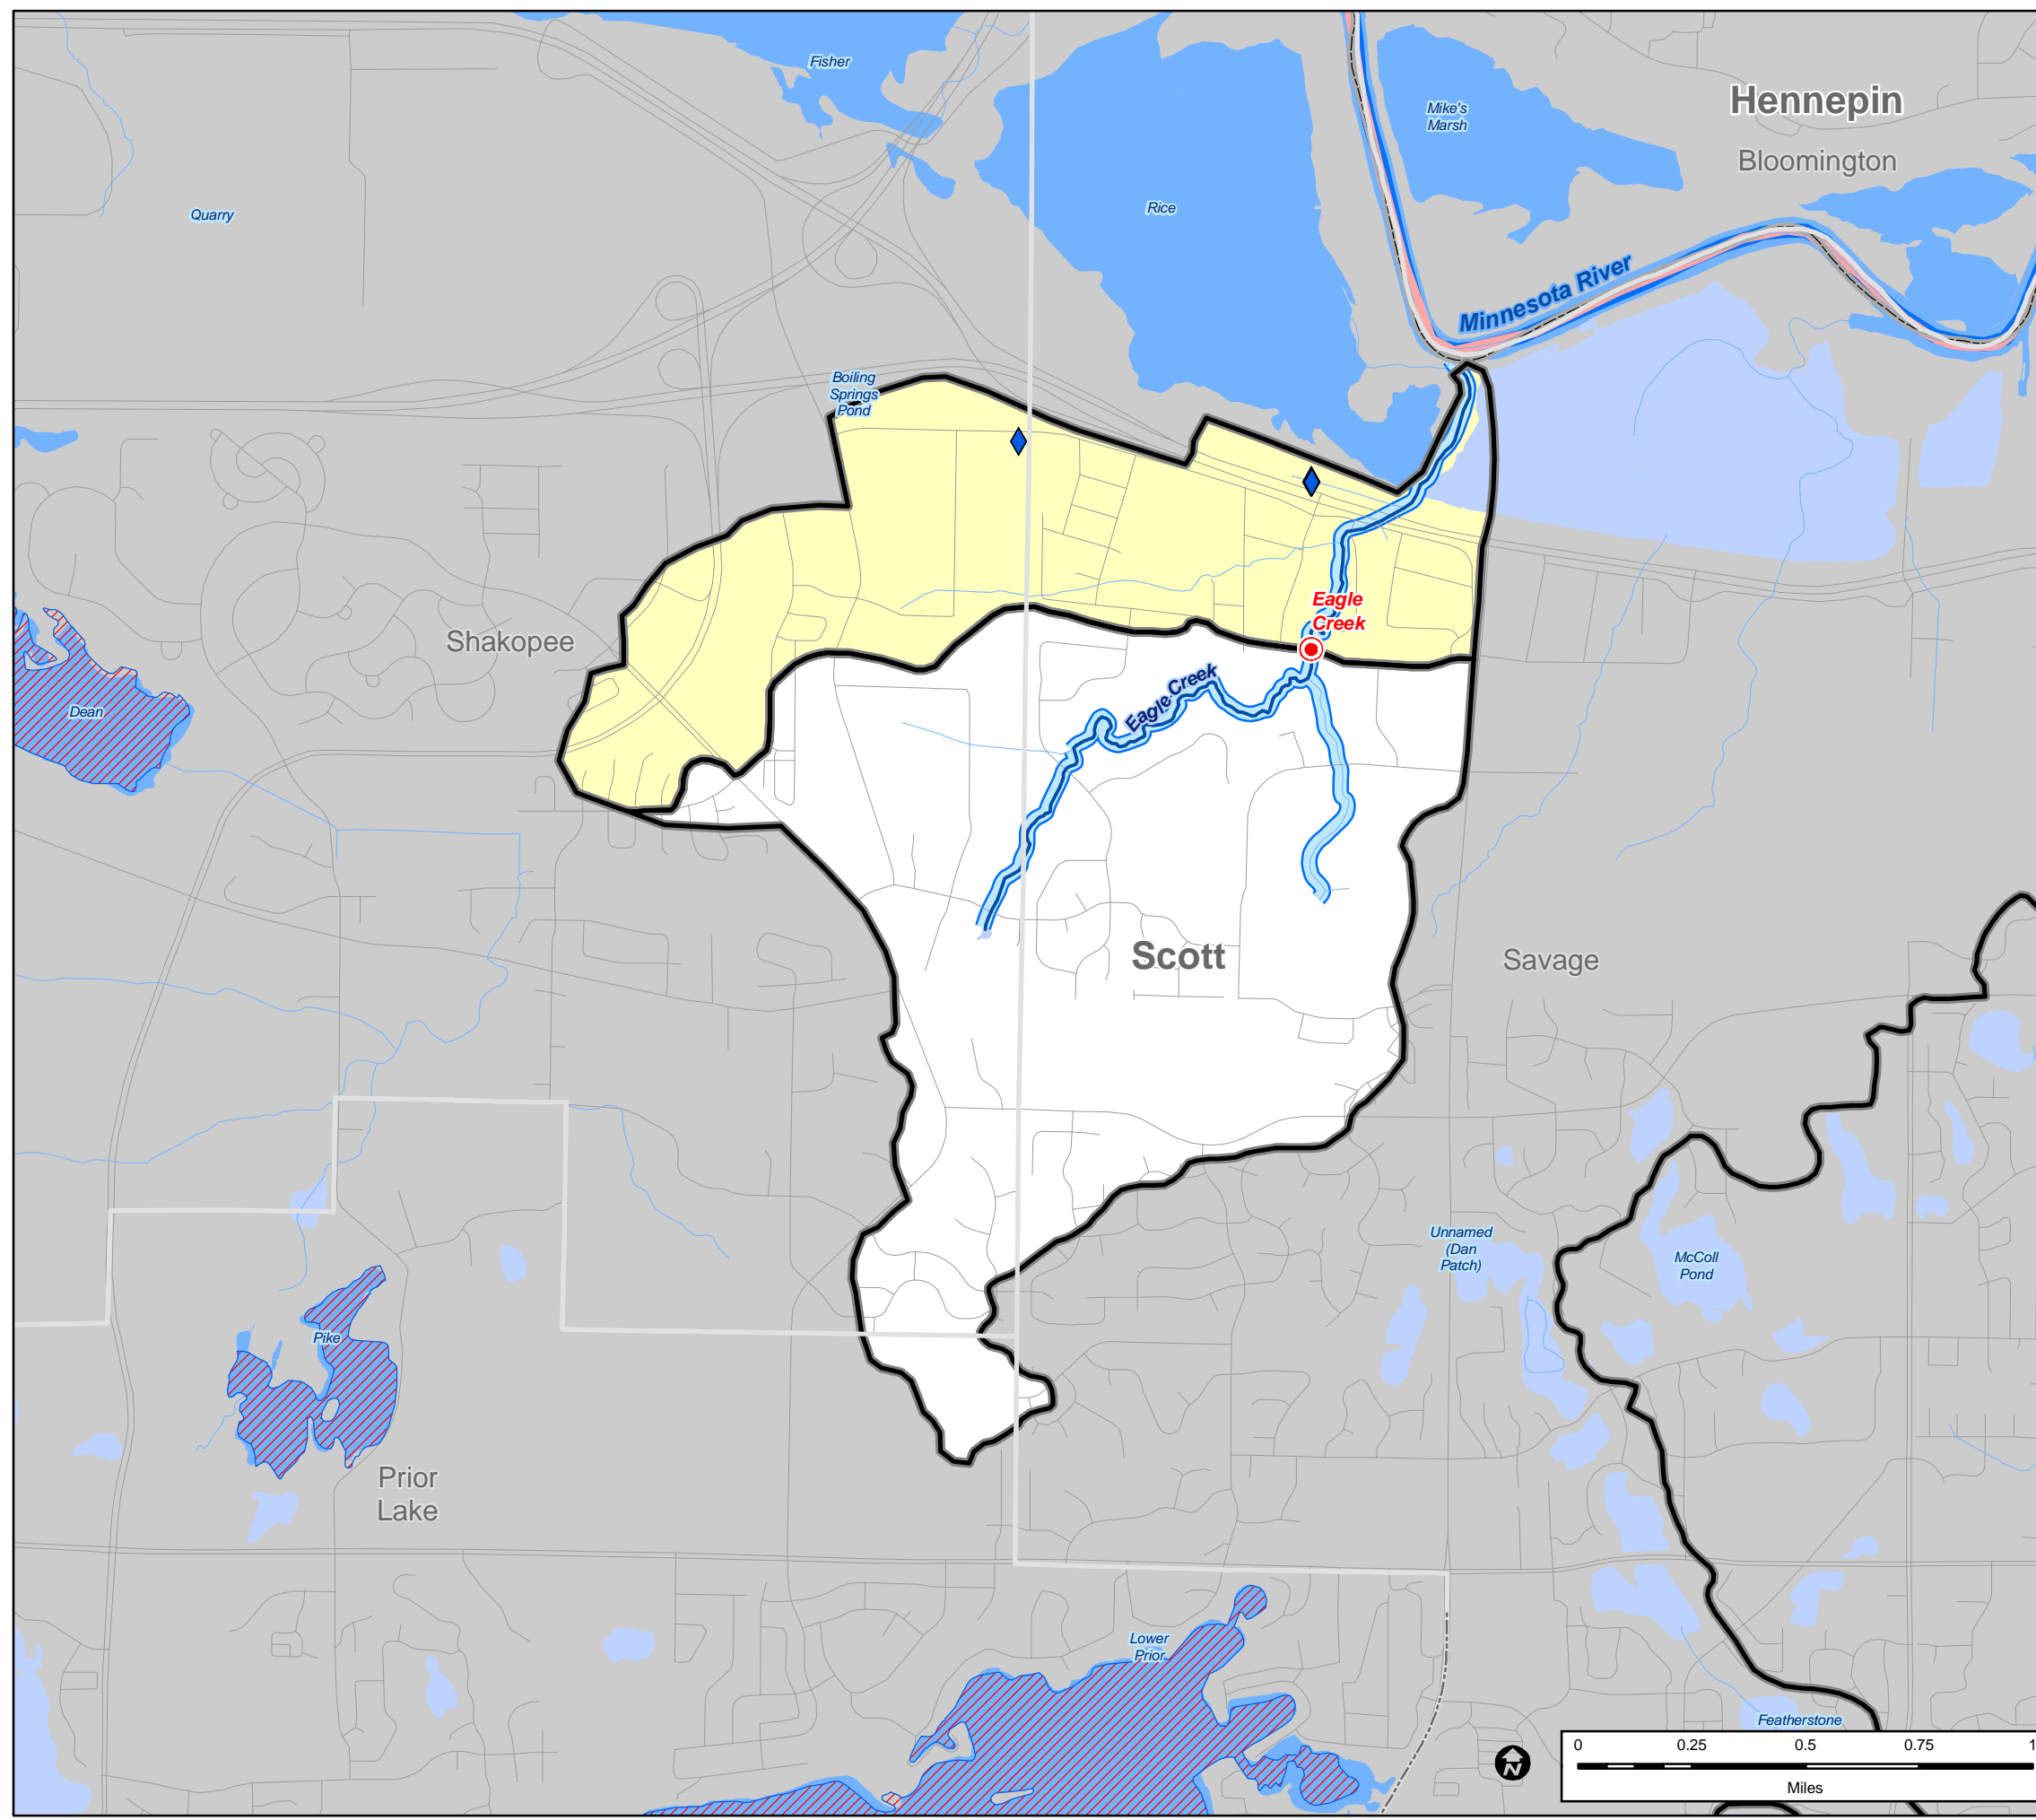 Fisher
Mike's
Marsh
Hennepin
Bloomington
Quarry
Rice
Minnesota River
Boiling
Springs
Pond
Eagle
Creek
Shakopee
Eagle Creek
Dean
Scott
Savage
Unnamed
(Dan
Patch)
McColl
Pond
Pike
Prior
Lake
Lower
Prior
Featherstone
N
0 0.25 0.5 0.75 1
Miles